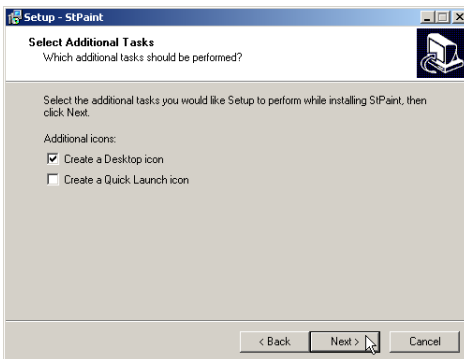 Setup - StPaint
Select Additional Tasks
Which additional tasks should be performed?
Select the additional tasks you would like Setup to perform while installing StPaint, then
click Next.
Additional icons:
Create a Desktop icon
Create a Quick Launch icon
< Back
Next >
Cancel